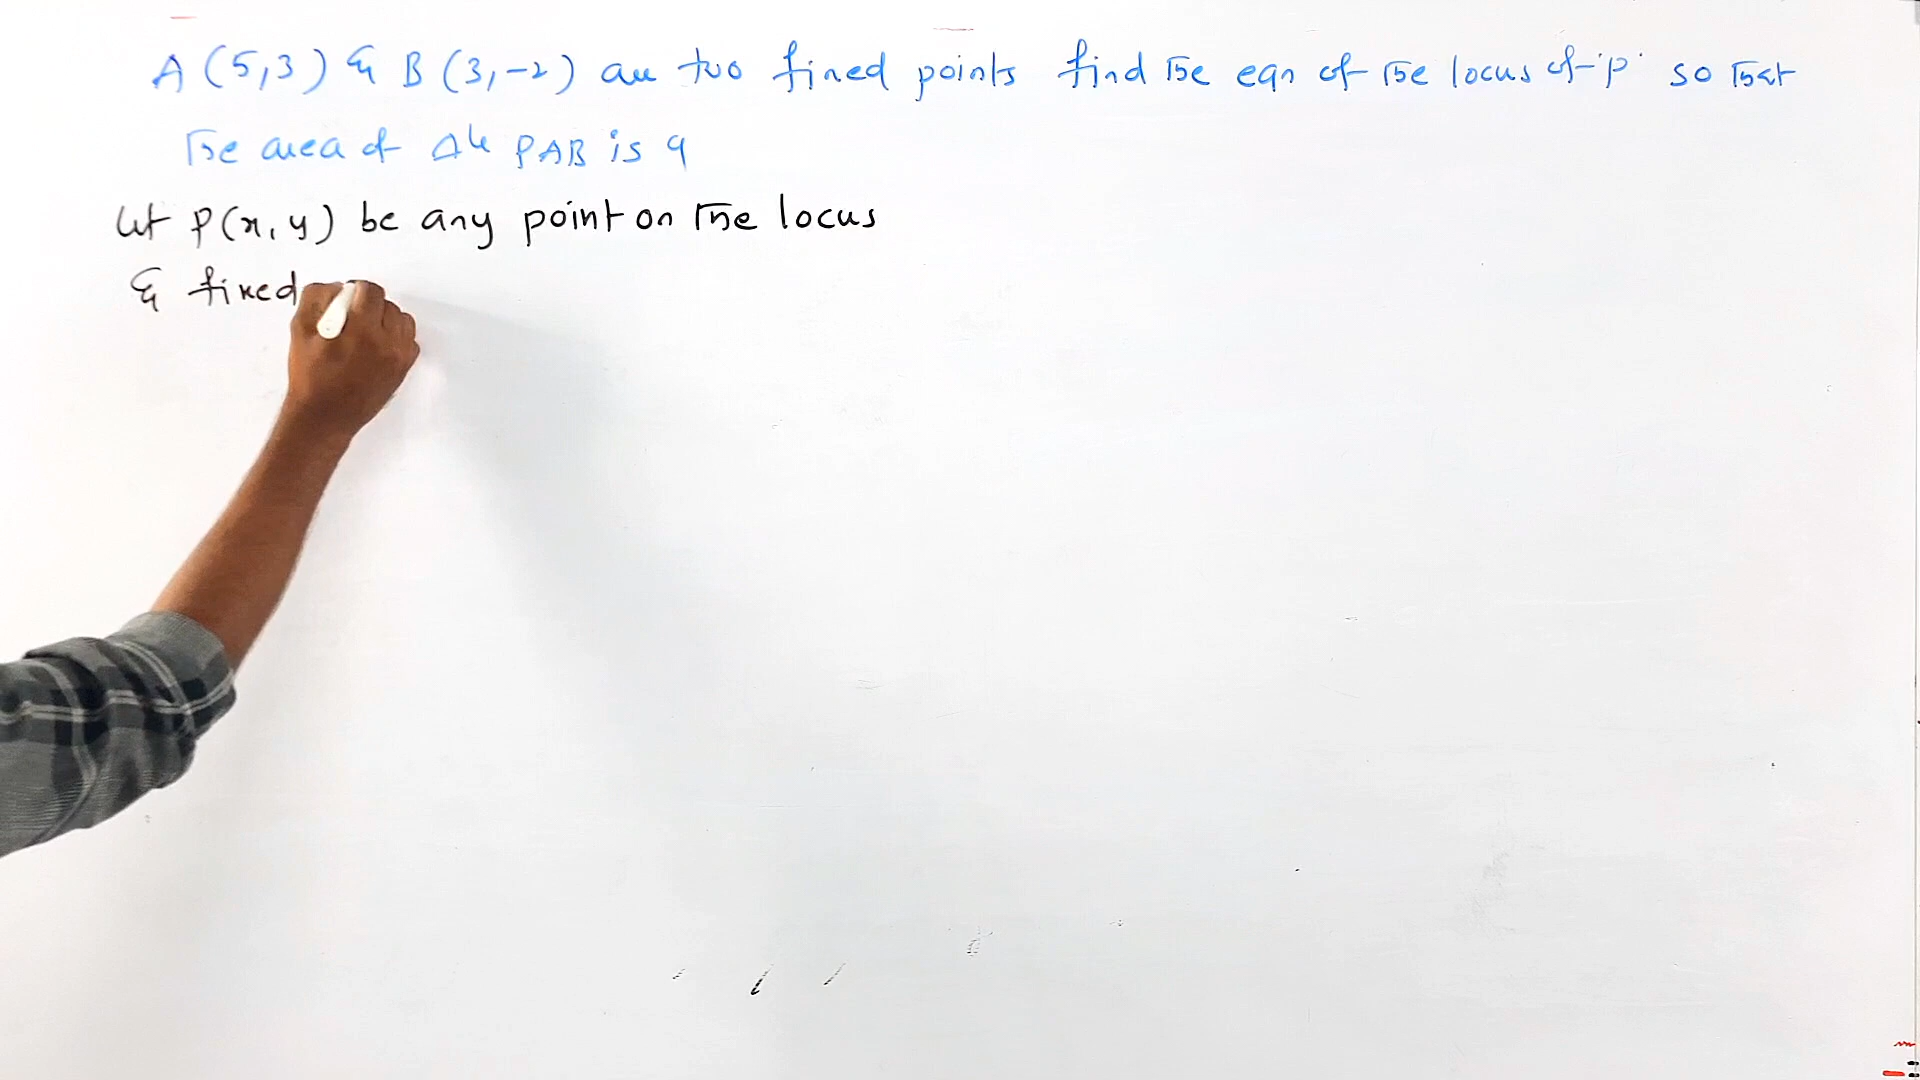 A (5,3) & B (3,-2) are two fixed points find the eqn of the locus of 'p' so that
the area of Δle PAB is 9
let P(x, y) be any point on the locus
& fixed